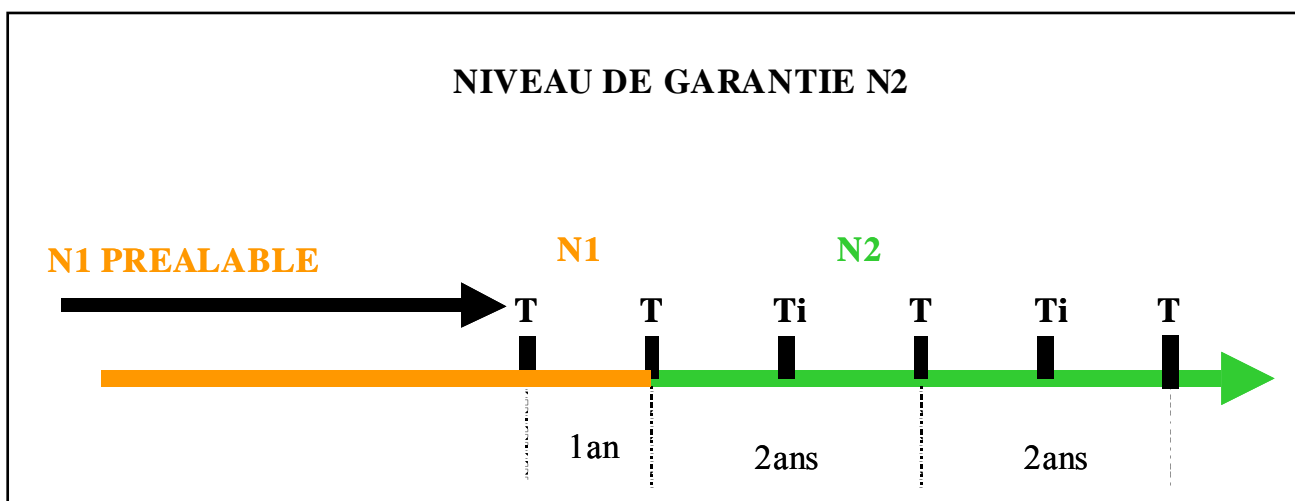 NIVEAU DE GARANTIE N2
N1 PREALABLE
N1
N2
T T Ti T Ti T
1an 2ans 2ans